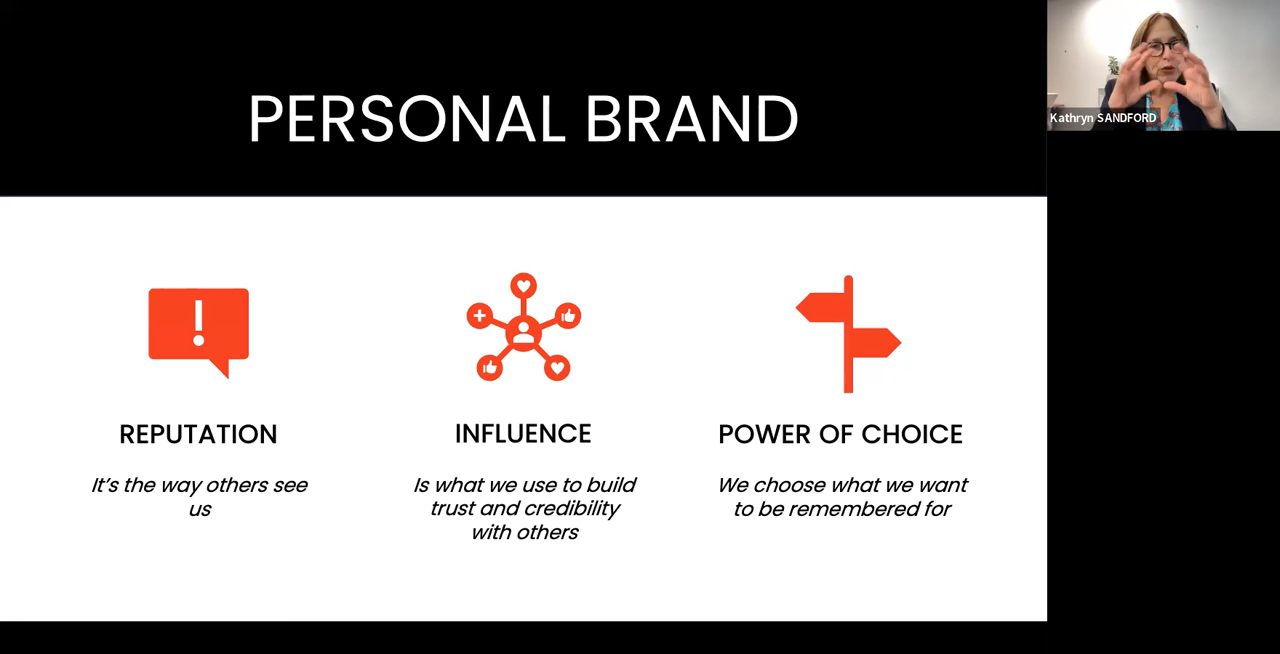 PERSONAL BRAND
Kathryn SANDFORD
REPUTATION
It's the way others see
us
INFLUENCE
Is what we use to build
trust and credibility
with others
POWER OF CHOICE
We choose what we want
to be remembered for